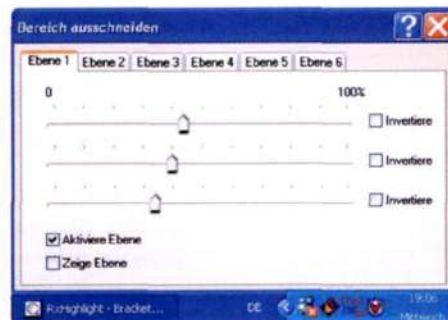 Bereich ausschneiden
Ebene 1 Ebene 2 Ebene 3 Ebene 4 Ebene 5 Ebene 6
0 100%
Invertiere
Invertiere
Invertiere
Aktiviere Ebene
Zeige Ebene
DE 19:06
Mittwoch